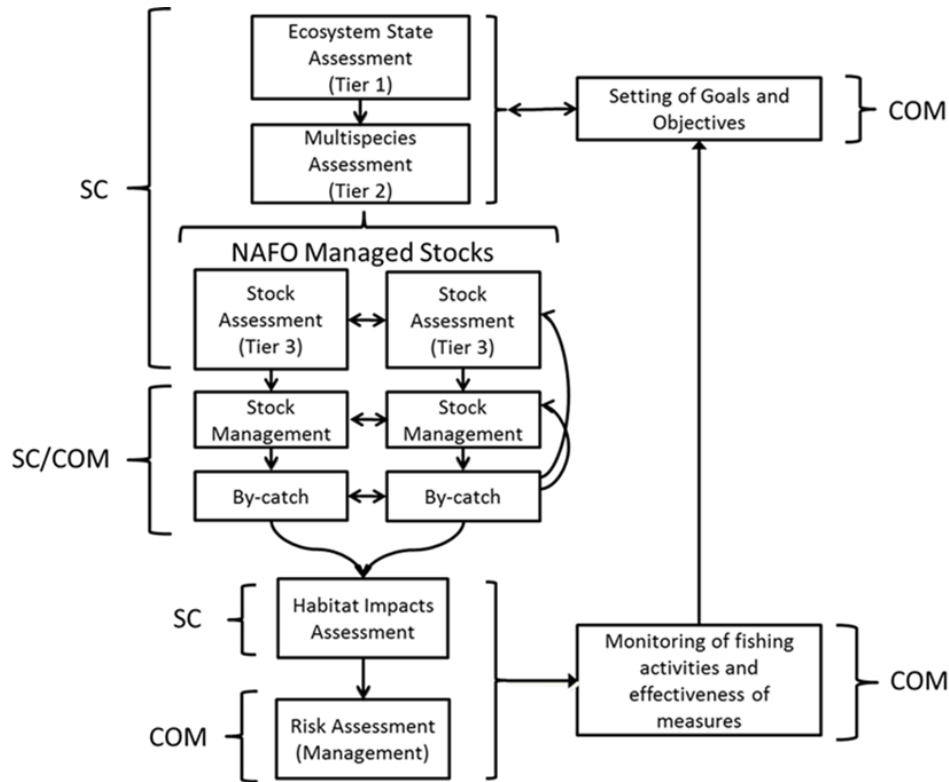 Ecosystem State
Assessment
(Tier 1)
Setting of Goals and
Objectives
COM
Multispecies
Assessment
(Tier 2)
SC
NAFO Managed Stocks
Stock
Assessment
(Tier 3)
Stock
Assessment
(Tier 3)
SC/COM
Stock
Management
Stock
Management
By-catch
By-catch
SC
Habitat Impacts
Assessment
Monitoring of fishing
activities and
effectiveness of
measures
COM
COM
Risk Assessment
(Management)